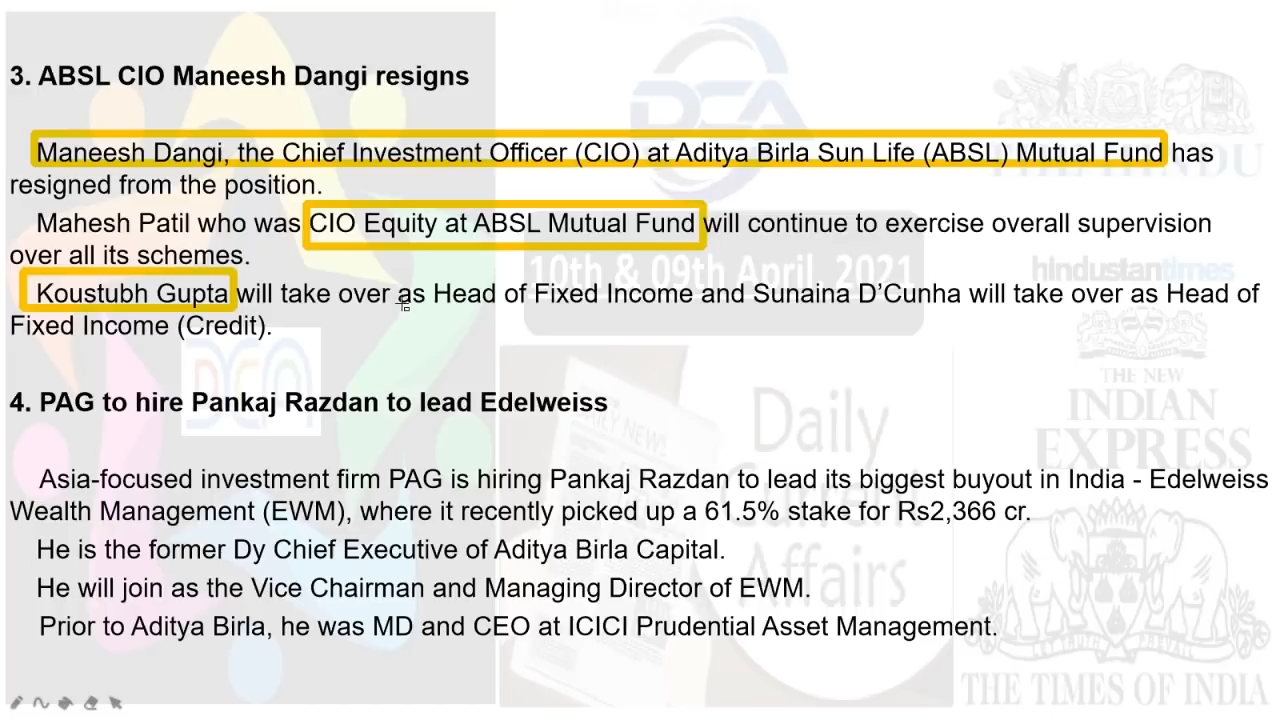 3. ABSL CIO Maneesh Dangi resigns
Maneesh Dangi, the Chief Investment Officer (CIO) at Aditya Birla Sun Life (ABSL) Mutual Fund has
resigned from the position.
Mahesh Patil who was CIO Equity at ABSL Mutual Fund will continue to exercise overall supervision
over all its schemes.
10th & 09th April, 2021
Koustubh Gupta will take over as Head of Fixed Income and Sunaina D’Cunha will take over as Head of
Fixed Income (Credit).
4. PAG to hire Pankaj Razdan to lead Edelweiss
Asia-focused investment firm PAG is hiring Pankaj Razdan to lead its biggest buyout in India - Edelweiss
Wealth Management (EWM), where it recently picked up a 61.5% stake for Rs2,366 cr.
He is the former Dy Chief Executive of Aditya Birla Capital.
He will join as the Vice Chairman and Managing Director of EWM.
Prior to Aditya Birla, he was MD and CEO at ICICI Prudential Asset Management.
DCA
THE HINDU
hindustantimes
DCA
THE NEW
INDIAN
EXPRESS
DAILY NEWS
Daily
Current
Affairs
THE TIMES OF INDIA